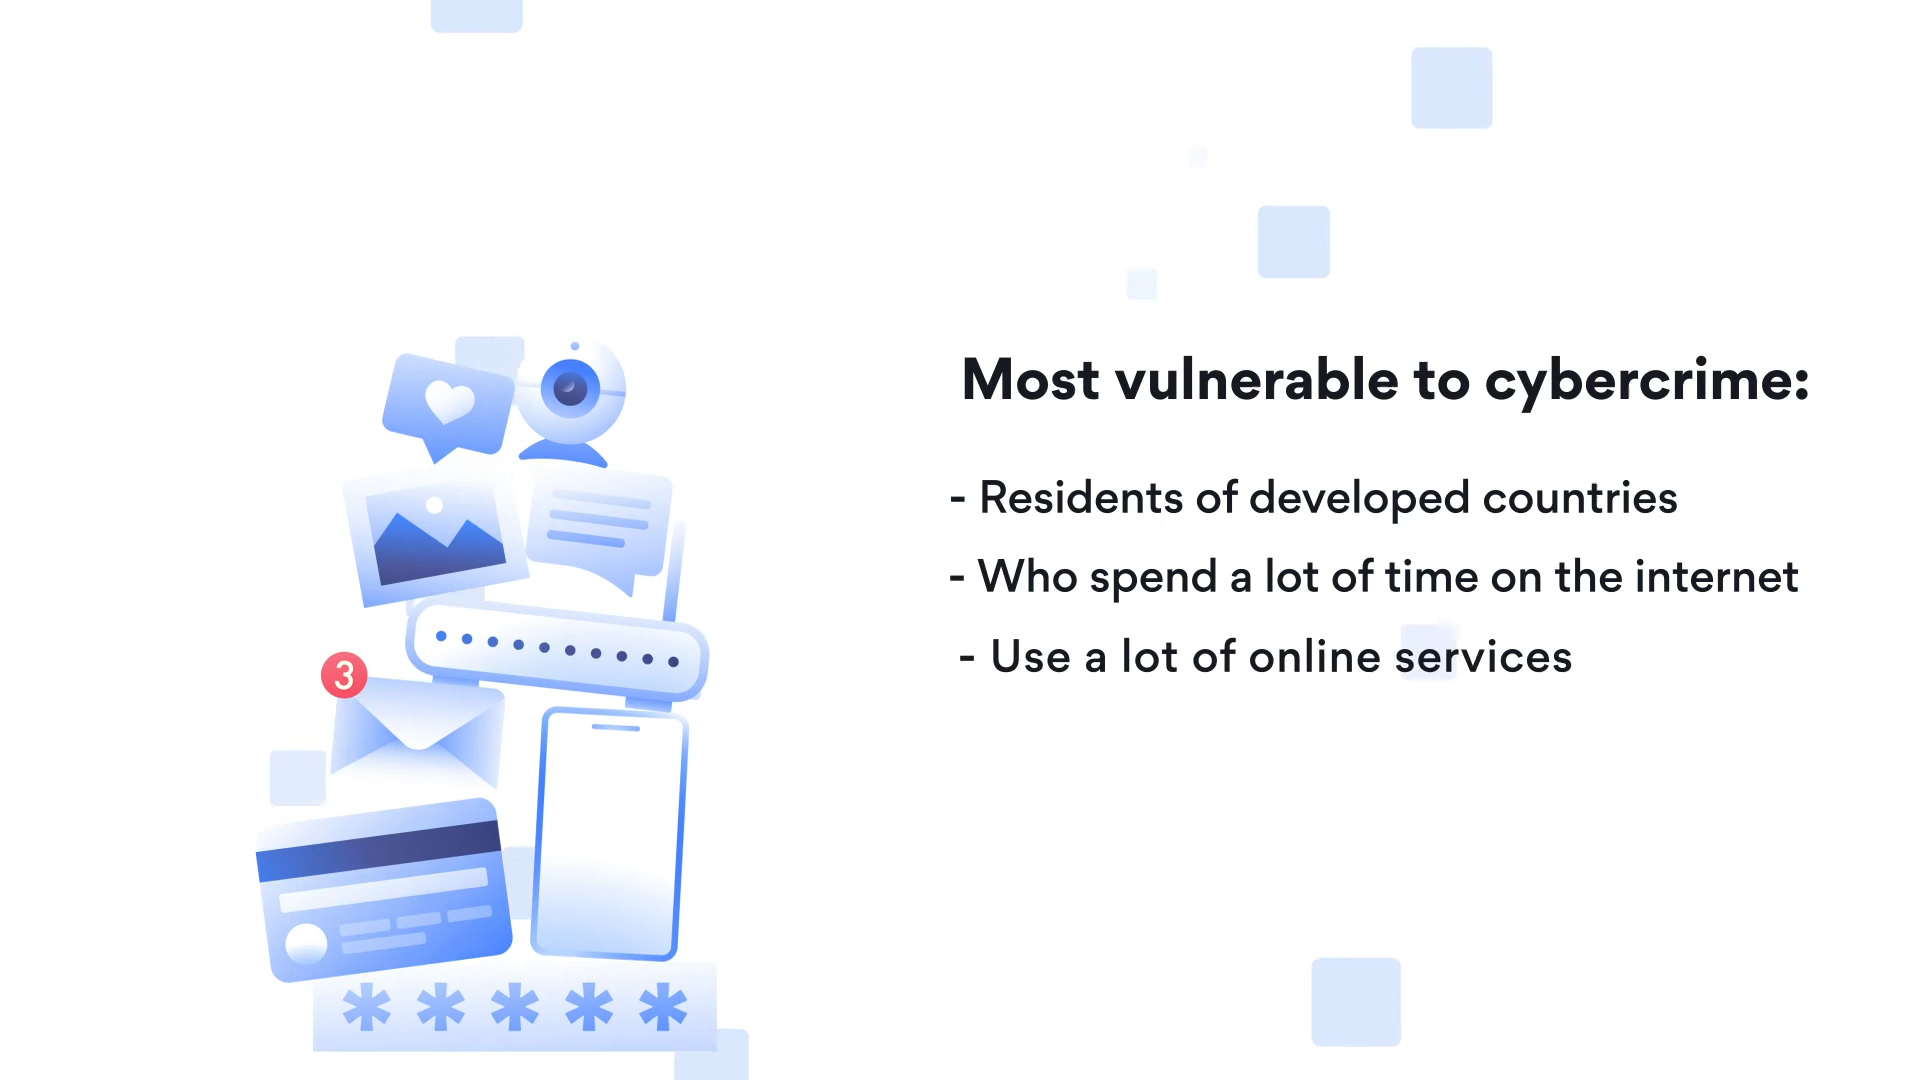 Most vulnerable to cybercrime:
- Residents of developed countries
- Who spend a lot of time on the internet
- Use a lot of online services
3
*****